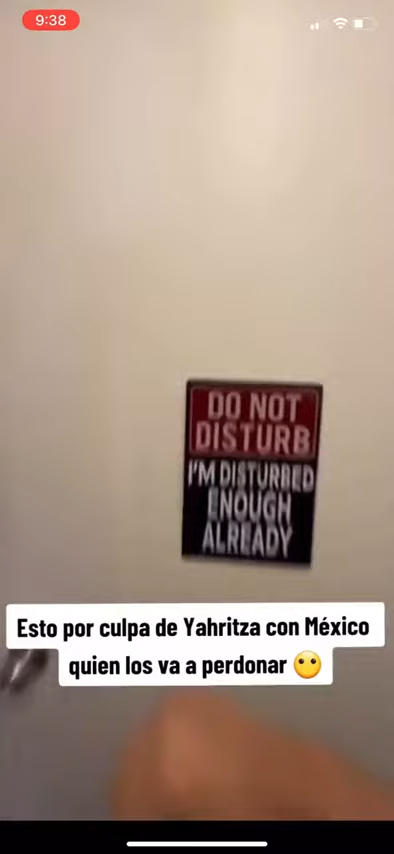 9:38
DO NOT
DISTURB
I'M DISTURBED
ENOUGH
ALREADY
Esto por culpa de Yahritza con México
quien los va a perdonar 😶